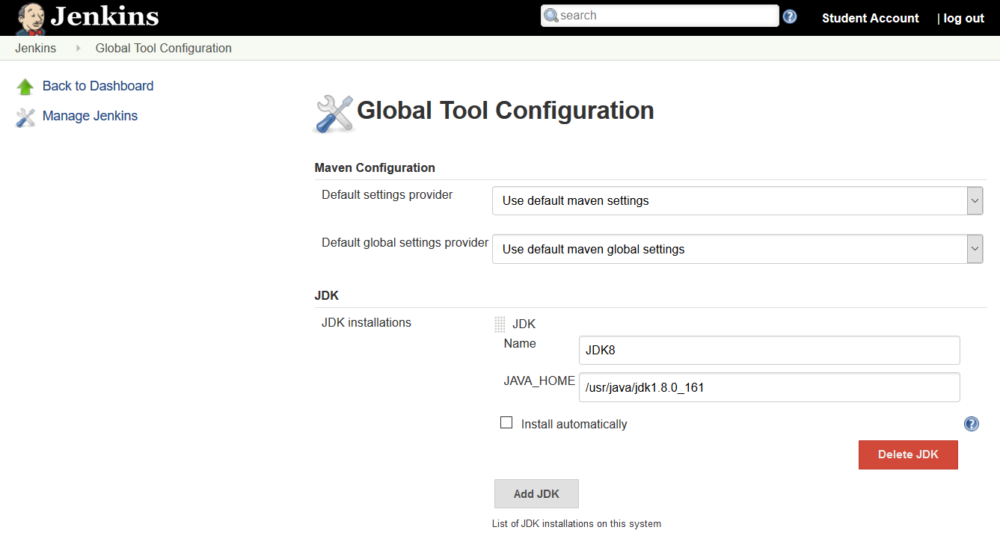 Jenkins
search
?
Student Account | log out
Jenkins Global Tool Configuration
Back to Dashboard
Manage Jenkins
Global Tool Configuration
Maven Configuration
Default settings provider Use default maven settings
Default global settings provider Use default maven global settings
JDK
JDK installations JDK
Name JDK8
JAVA_HOME /usr/java/jdk1.8.0_161
Install automatically ?
Delete JDK
Add JDK
List of JDK installations on this system